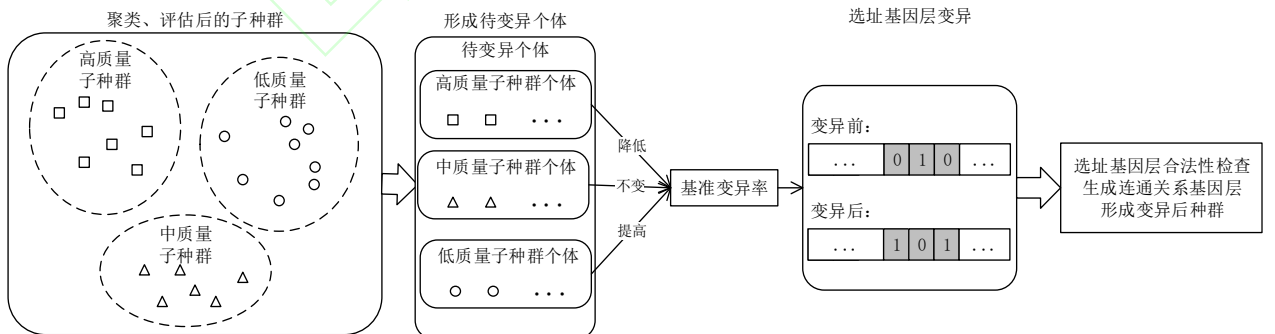 聚类、评估后的子种群
高质量
子种群
低质量
子种群
中质量
子种群
形成待变异个体
待变异个体
高质量子种群个体
...
中质量子种群个体
...
低质量子种群个体
...
降低
不变
提高
基准变异率
选址基因层变异
变异前：
... 0 1 0 ...
变异后：
... 1 0 1 ...
选址基因层合法性检查
生成连通关系基因层
形成变异后种群